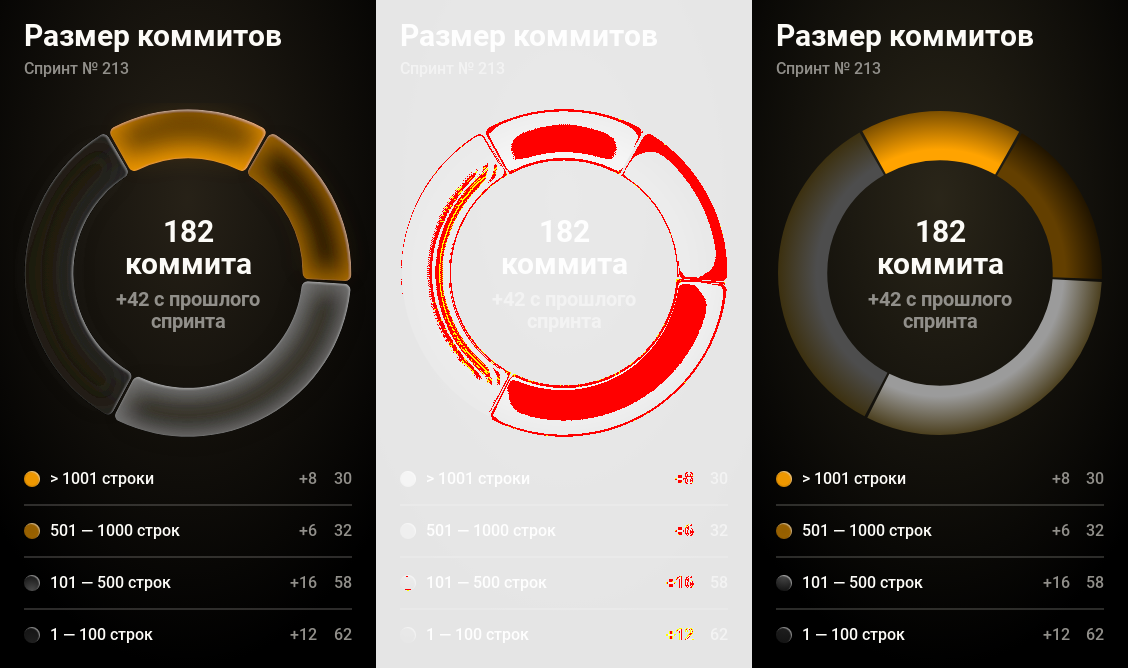 Размер коммитов
Спринт № 213
182
коммита
+42 с прошлого
спринта
> 1001 строки +8 30
501 — 1000 строк +6 32
101 — 500 строк +16 58
1 — 100 строк +12 62
Размер коммитов
Спринт № 213
182
коммита
+42 с прошлого
спринта
> 1001 строки +8 30
501 — 1000 строк +6 32
101 — 500 строк +16 58
1 — 100 строк 62
Размер коммитов
Спринт № 213
182
коммита
+42 с прошлого
спринта
> 1001 строки +8 30
501 — 1000 строк +6 32
101 — 500 строк +16 58
1 — 100 строк +12 62